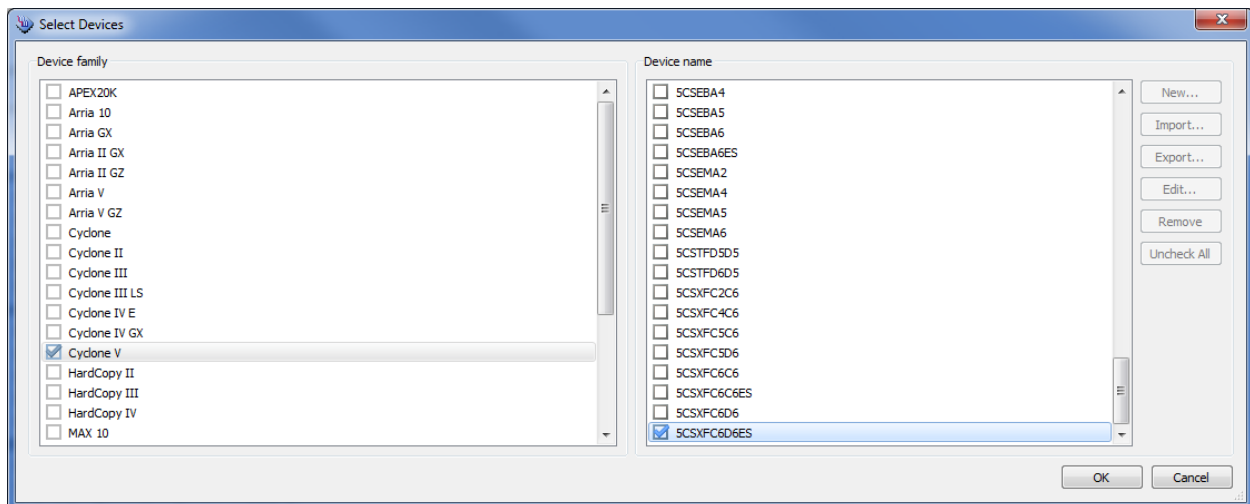 Select Devices
Device family
APEX20K
Arria 10
Arria GX
Arria II GX
Arria II GZ
Arria V
Arria V GZ
Cyclone
Cyclone II
Cyclone III
Cyclone III LS
Cyclone IV E
Cyclone IV GX
Cyclone V
HardCopy II
HardCopy III
HardCopy IV
MAX 10
Device name
5CSEBA4
5CSEBA5
5CSEBA6
5CSEBA6ES
5CSEMA2
5CSEMA4
5CSEMA5
5CSEMA6
5CSTFD5D5
5CSTFD6D5
5CSXFC2C6
5CSXFC4C6
5CSXFC5C6
5CSXFC5D6
5CSXFC6C6
5CSXFC6C6ES
5CSXFC6D6
5CSXFC6D6ES
New...
Import...
Export...
Edit...
Remove
Uncheck All
OK
Cancel